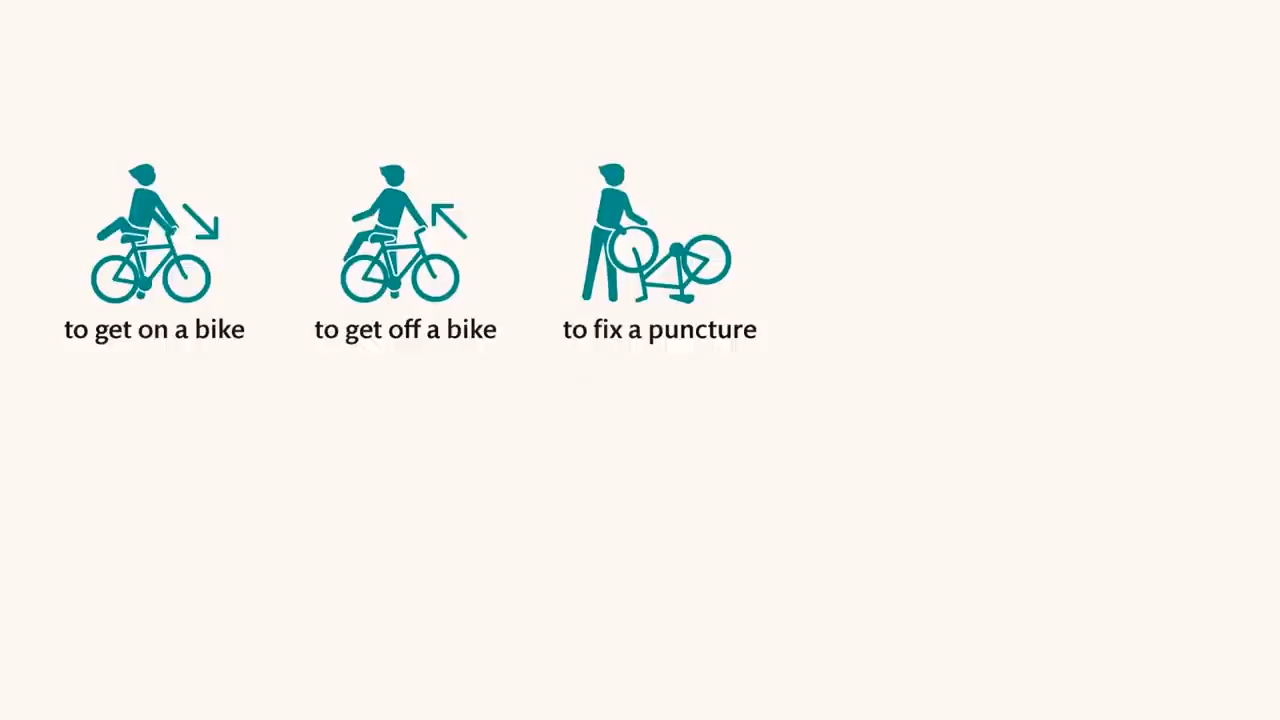 to get on a bike
to get off a bike
to fix a puncture